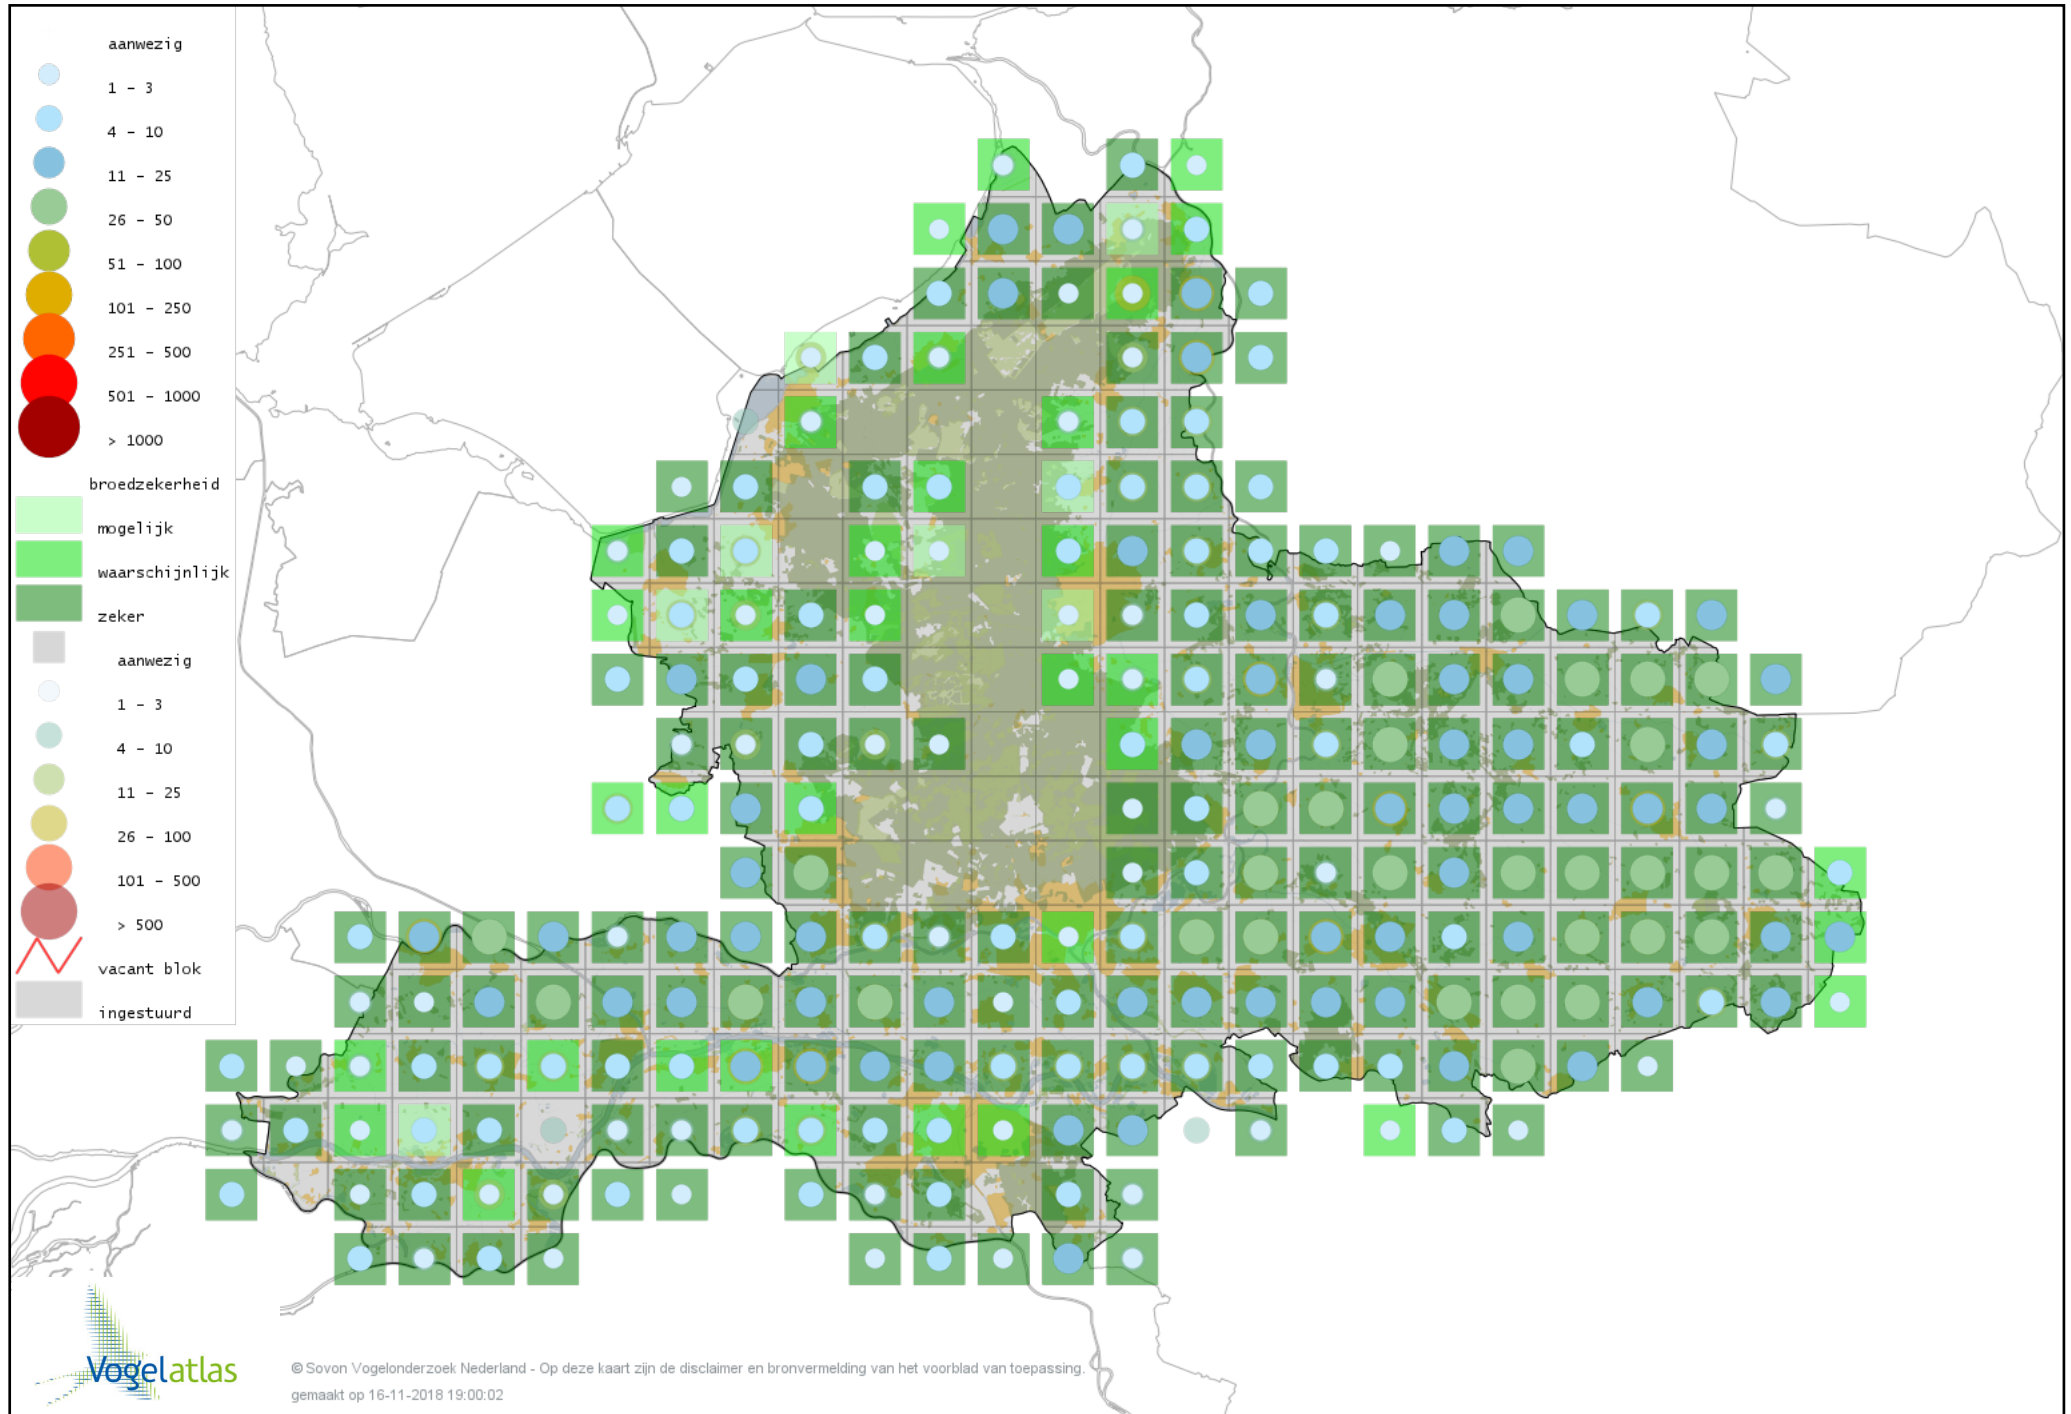 aanwezig
1 - 3
4 - 10
11 - 25
26 - 50
51 - 100
101 - 250
251 - 500
501 - 1000
> 1000
broedzekerheid
mogelijk
waarschijnlijk
zeker
aanwezig
1 - 3
4 - 10
11 - 25
26 - 100
101 - 500
> 500
vacant blok
ingestuurd
Vogelatlas
© Sovon Vogelonderzoek Nederland - Op deze kaart zijn de disclaimer en bronvermelding van het voorblad van toepassing.
gemaakt op 16-11-2018 19:00:02